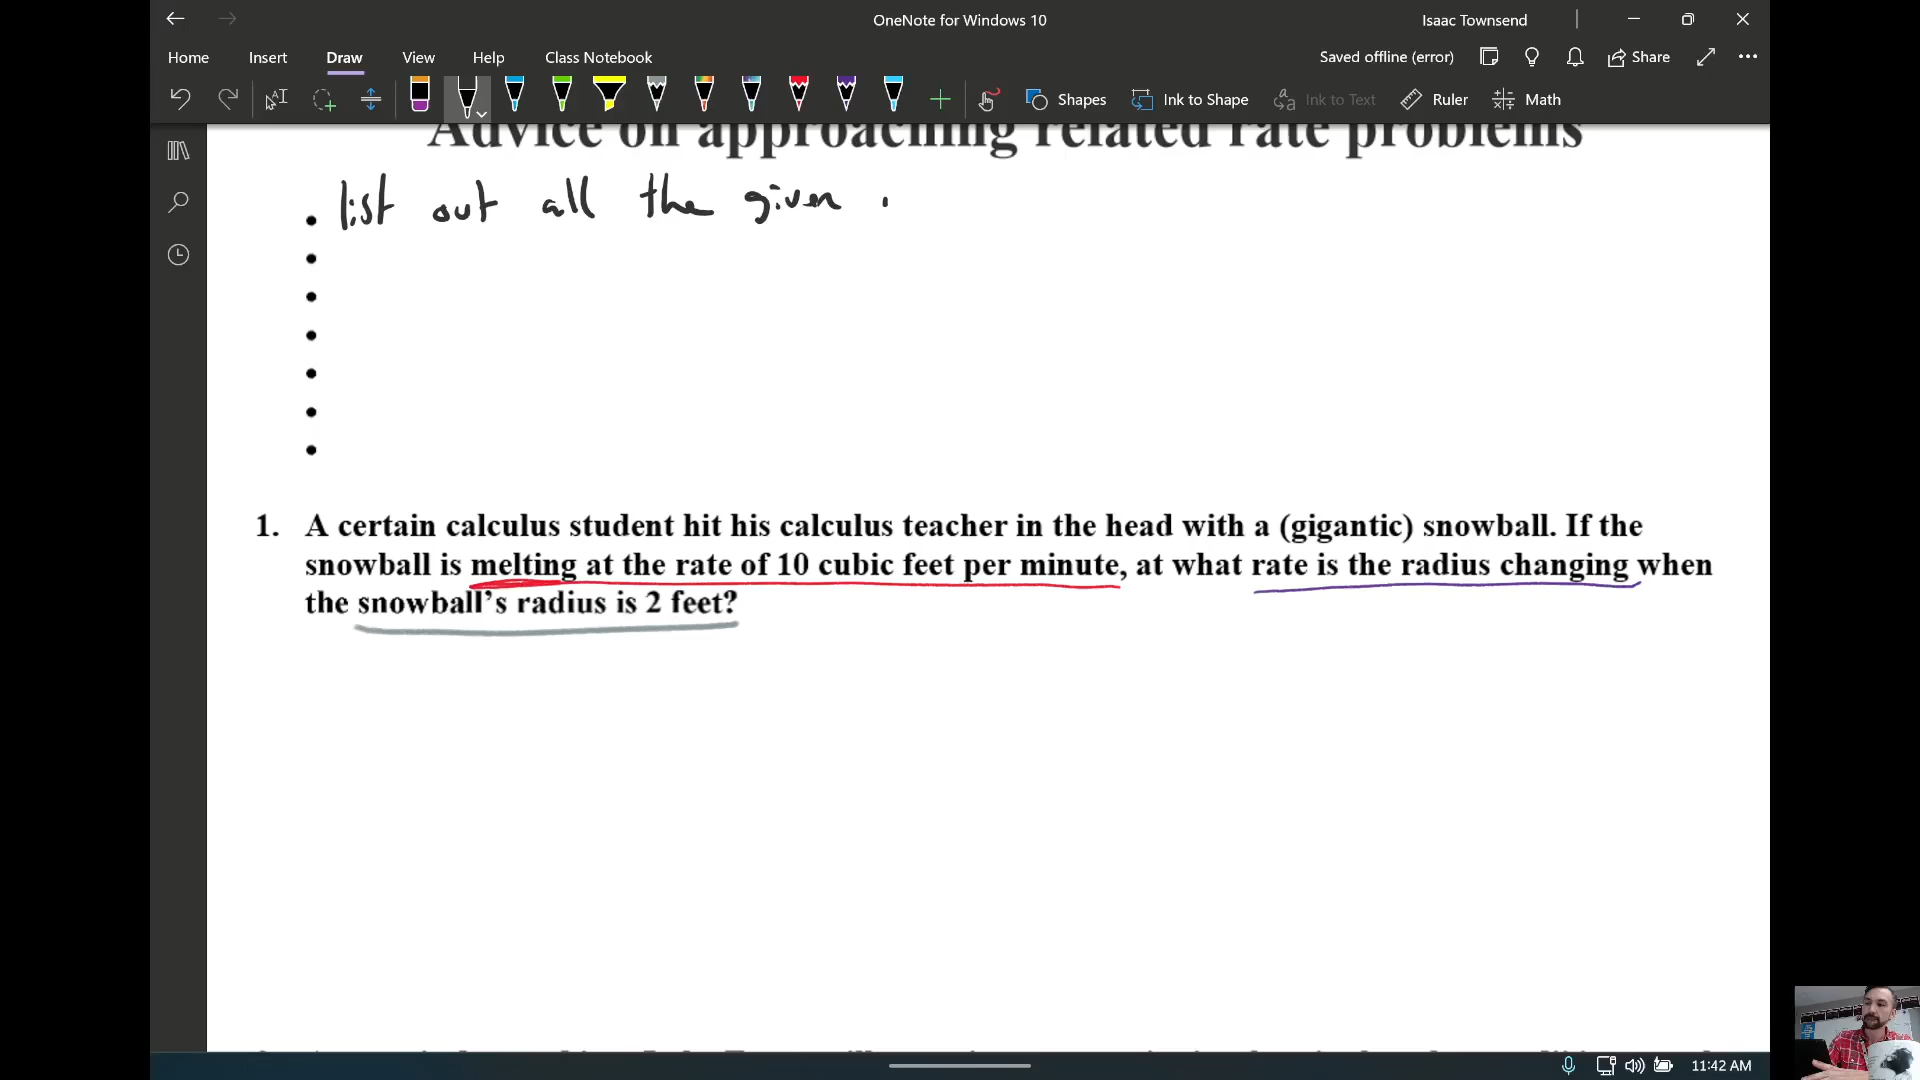 OneNote for Windows 10
Isaac Townsend
Home Insert Draw View Help Class Notebook
Saved offline (error) Share
Shapes Ink to Shape Ink to Text Ruler Math
Advice on approaching related rate problems
• list out all the given
1. A certain calculus student hit his calculus teacher in the head with a (gigantic) snowball. If the
snowball is melting at the rate of 10 cubic feet per minute, at what rate is the radius changing when
the snowball's radius is 2 feet?
11:42 AM